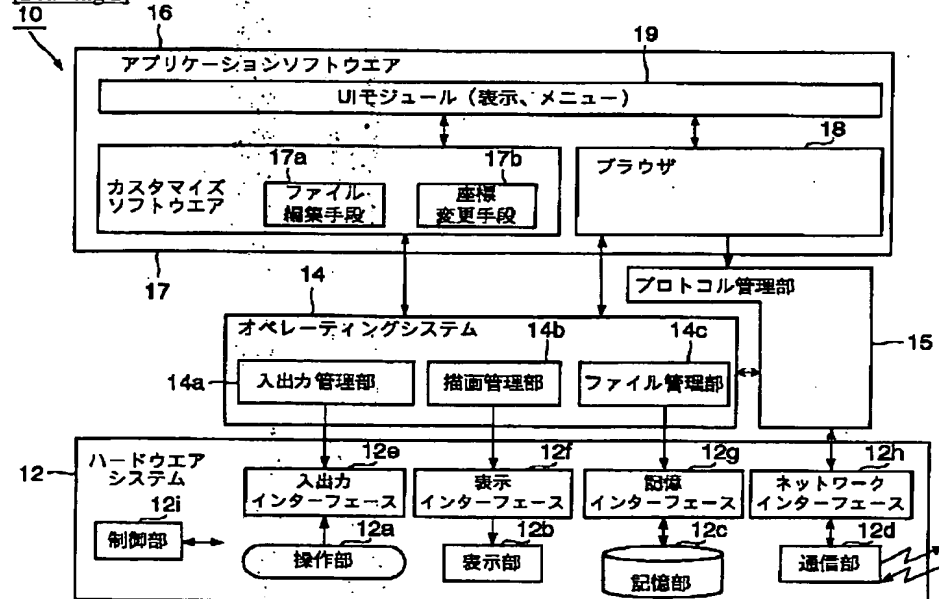 10
16
アプリケーションソフトウエア
19
UIモジュール（表示、メニュー）
18
17a
17b
カスタマイズ
ソフトウエア
ファイル
編集手段
座標
変更手段
ブラウザ
17
14
プロトコル管理部
オペレーティングシステム
14b
14c
15
14a
入出力管理部
描画管理部
ファイル管理部
12
ハードウエア
システム
12e
12f
12g
12h
入出力
インターフェース
表示
インターフェース
記憶
インターフェース
ネットワーク
インターフェース
12i
制御部
12a
操作部
12b
表示部
12c
記憶部
12d
通信部